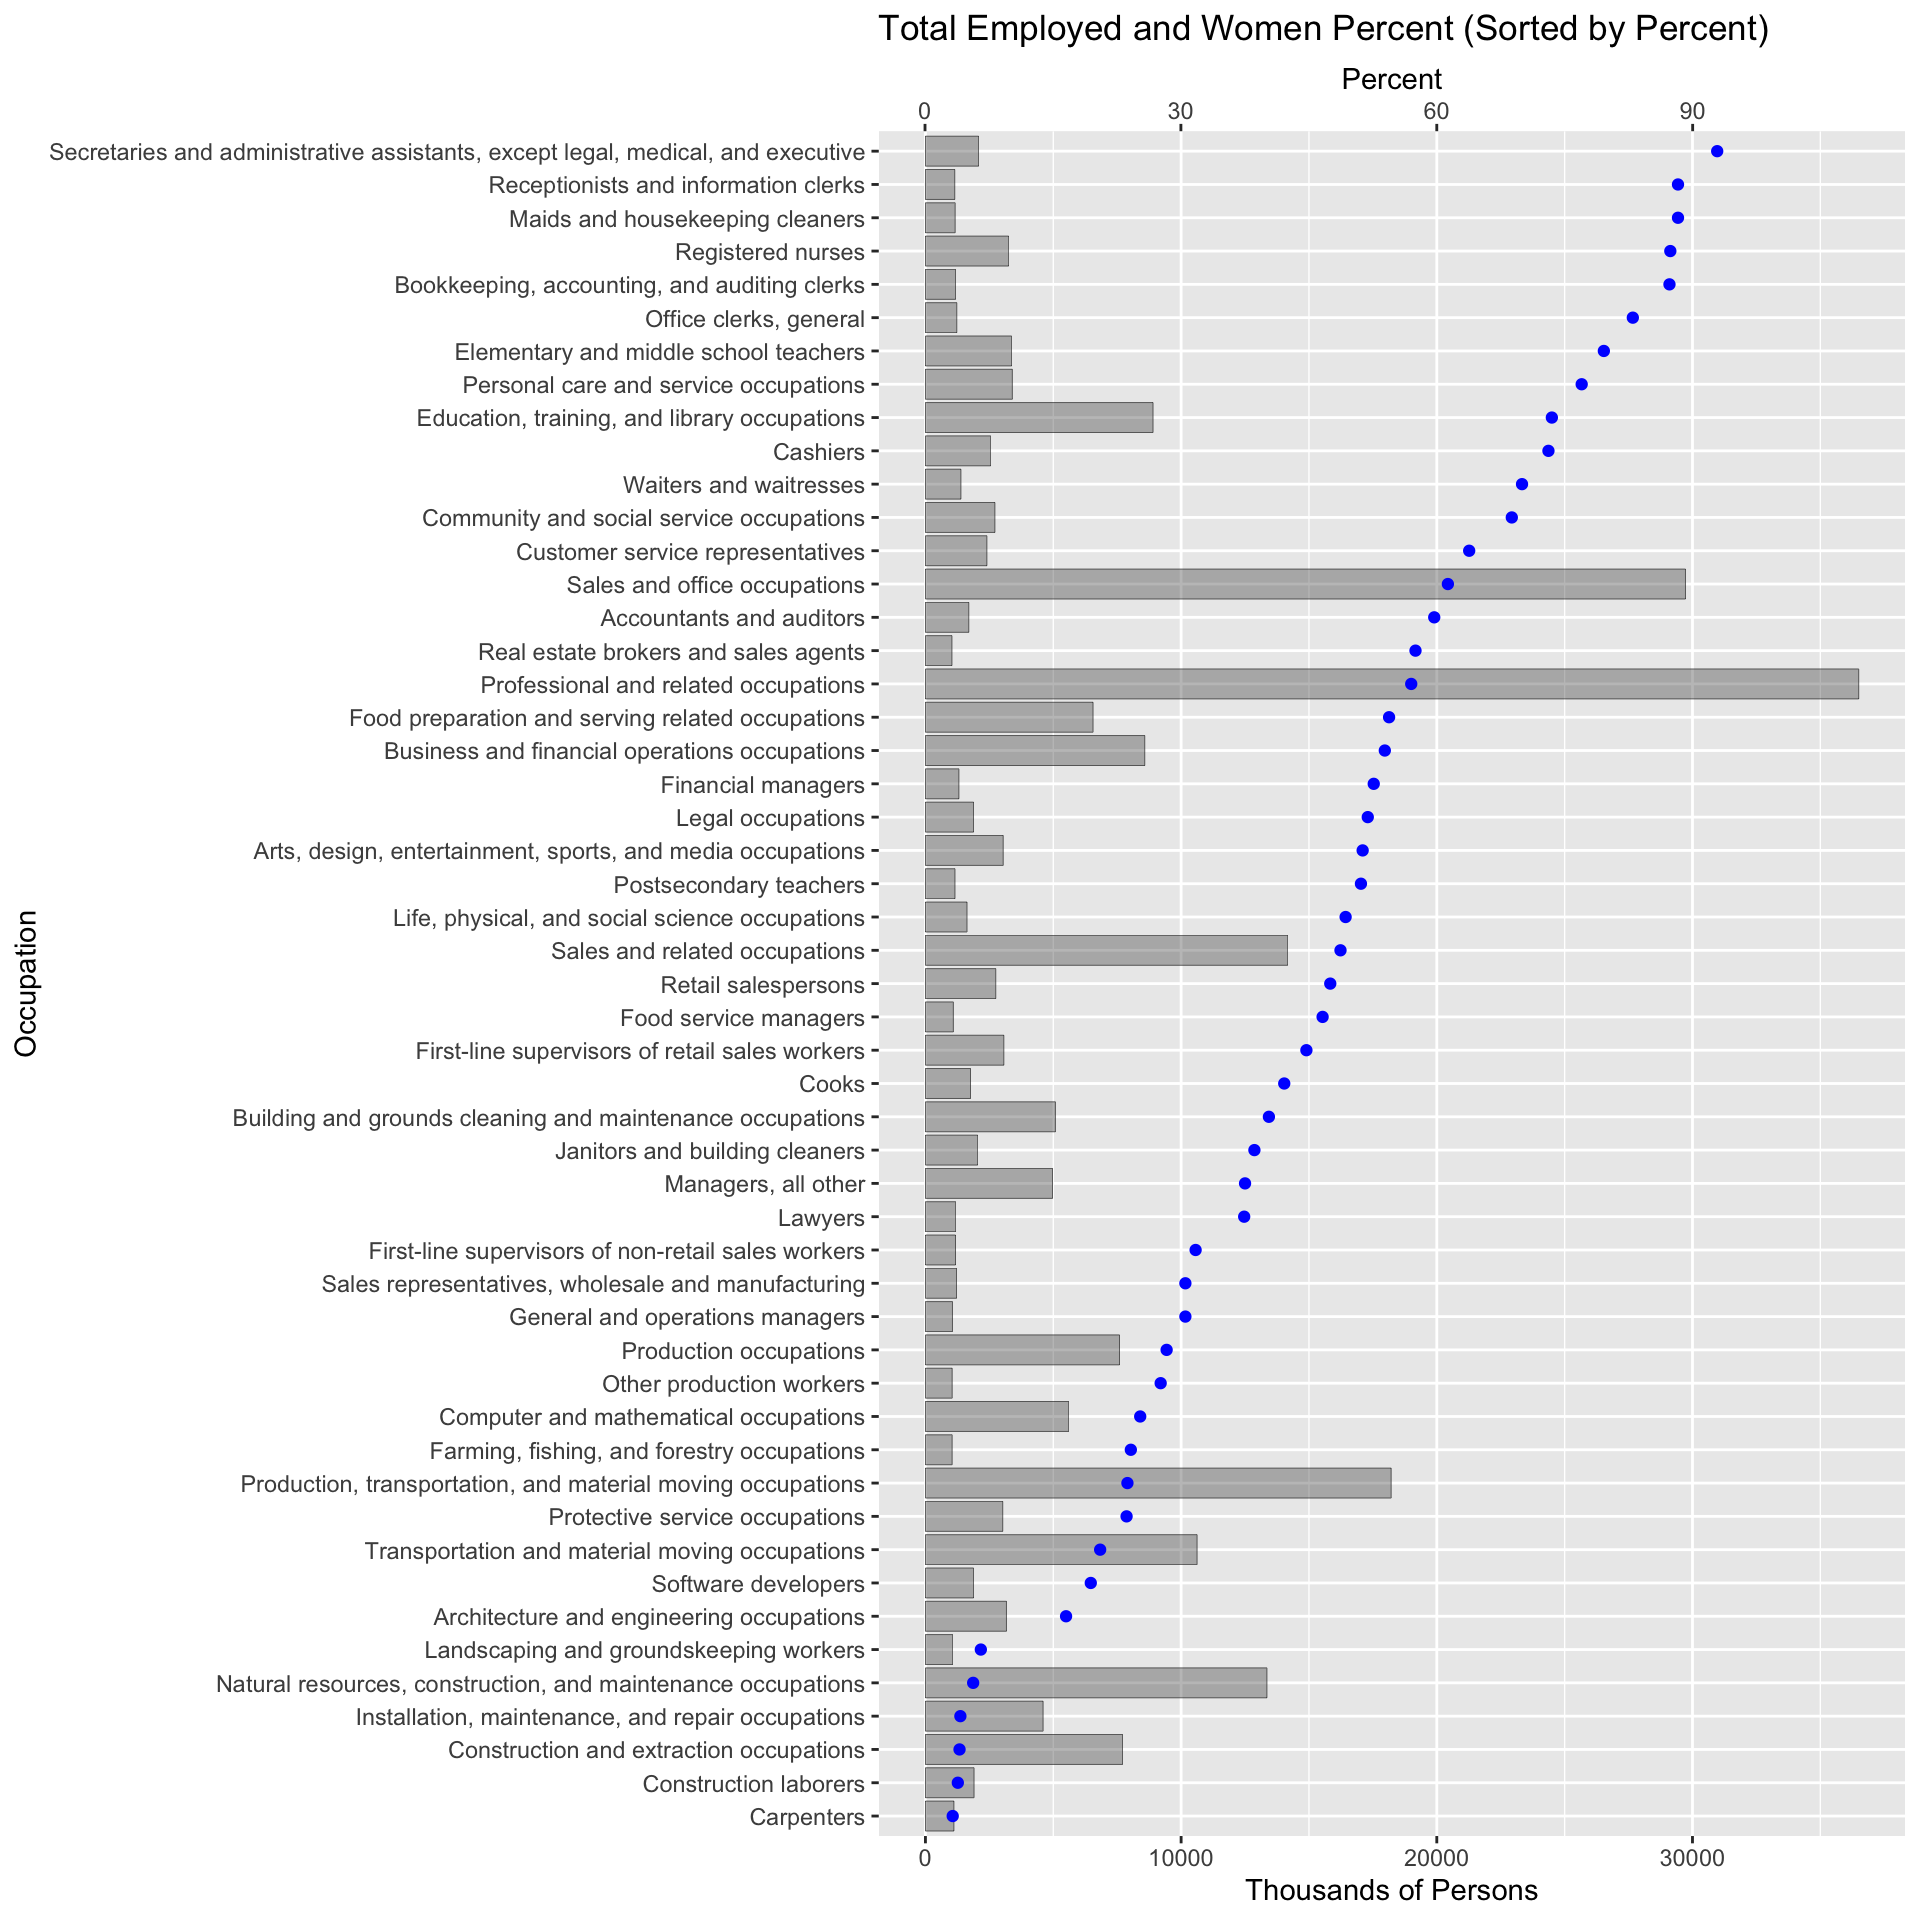 Total Employed and Women Percent (Sorted by Percent)
Percent
0 30 60 90
Secretaries and administrative assistants, except legal, medical, and executive
Receptionists and information clerks
Maids and housekeeping cleaners
Registered nurses
Bookkeeping, accounting, and auditing clerks
Office clerks, general
Elementary and middle school teachers
Personal care and service occupations
Education, training, and library occupations
Cashiers
Waiters and waitresses
Community and social service occupations
Customer service representatives
Sales and office occupations
Accountants and auditors
Real estate brokers and sales agents
Professional and related occupations
Food preparation and serving related occupations
Business and financial operations occupations
Financial managers
Legal occupations
Arts, design, entertainment, sports, and media occupations
Postsecondary teachers
Life, physical, and social science occupations
Sales and related occupations
Retail salespersons
Food service managers
First-line supervisors of retail sales workers
Cooks
Building and grounds cleaning and maintenance occupations
Janitors and building cleaners
Managers, all other
Lawyers
First-line supervisors of non-retail sales workers
Sales representatives, wholesale and manufacturing
General and operations managers
Production occupations
Other production workers
Computer and mathematical occupations
Farming, fishing, and forestry occupations
Production, transportation, and material moving occupations
Protective service occupations
Transportation and material moving occupations
Software developers
Architecture and engineering occupations
Landscaping and groundskeeping workers
Natural resources, construction, and maintenance occupations
Installation, maintenance, and repair occupations
Construction and extraction occupations
Construction laborers
Carpenters
Occupation
0 10000 20000 30000
Thousands of Persons